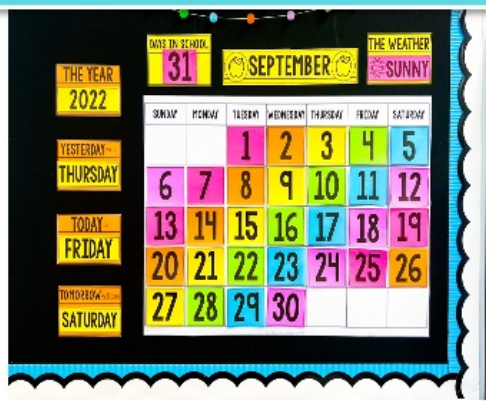 DAYS IN SCHOOL
31
SEPTEMBER
THE WEATHER
SUNNY
THE YEAR
2022
YESTERDAY
THURSDAY
TODAY
FRIDAY
TOMORROW
SATURDAY
SUNDAY MONDAY TUESDAY WEDNESDAY THURSDAY FRIDAY SATURDAY
1 2 3 4 5
6 7 8 9 10 11 12
13 14 15 16 17 18 19
20 21 22 23 24 25 26
27 28 29 30